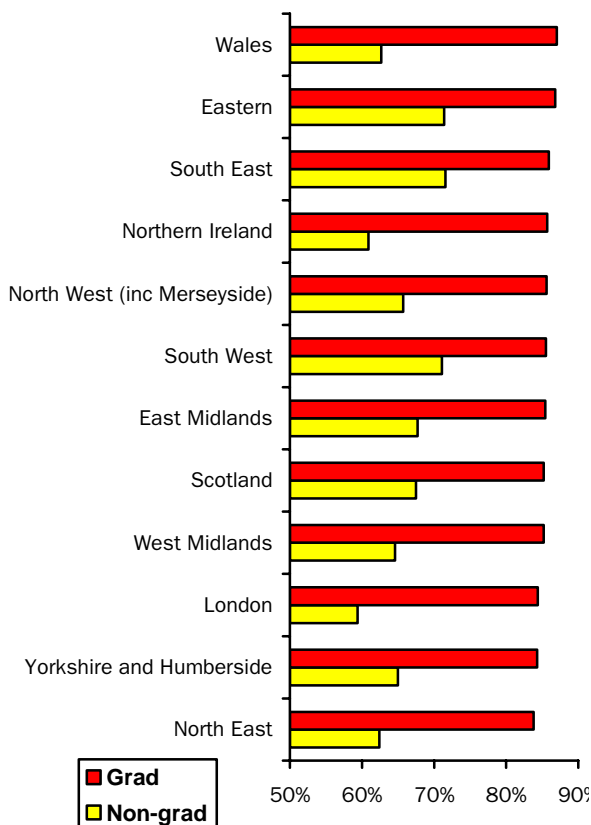 Wales
Eastern
South East
Northern Ireland
North West (inc Merseyside)
South West
East Midlands
Scotland
West Midlands
London
Yorkshire and Humberside
North East
Grad
Non-grad
50% 60% 70% 80% 90%